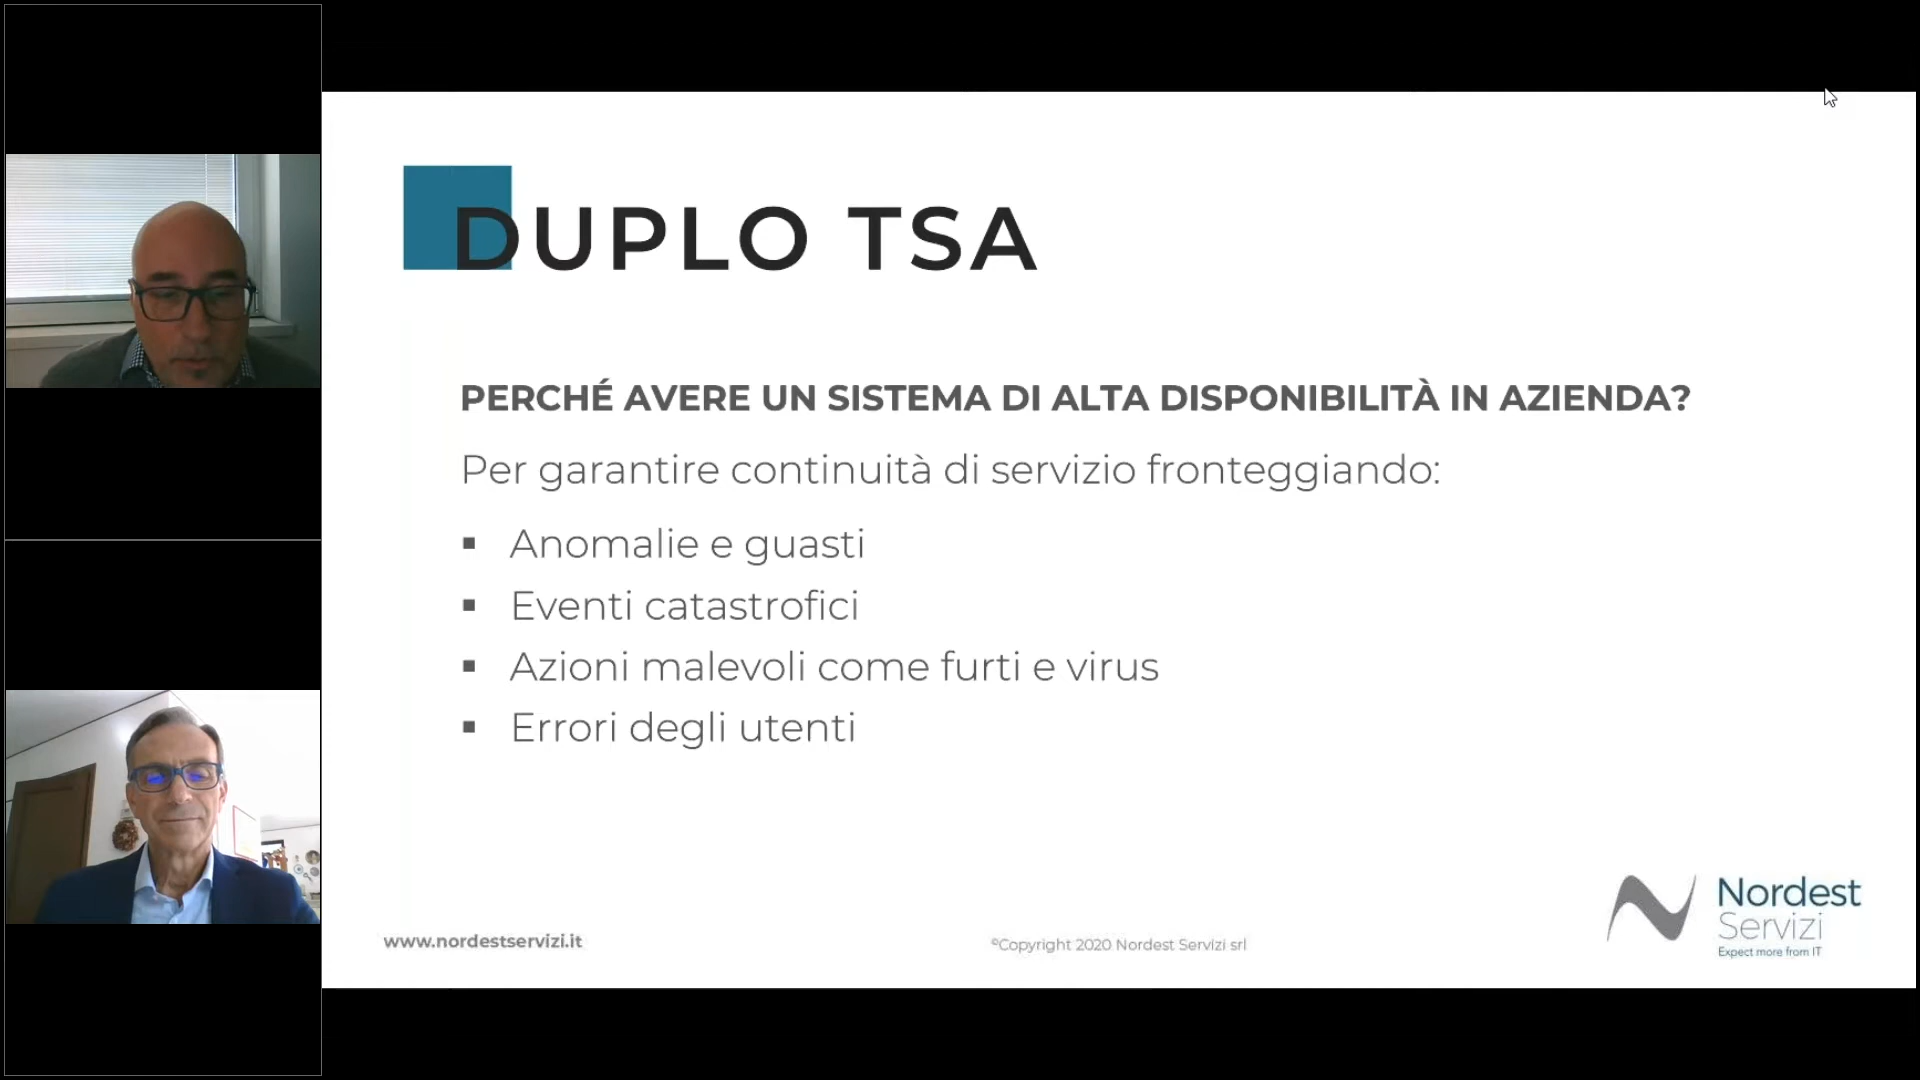 DUPLO TSA
PERCHÉ AVERE UN SISTEMA DI ALTA DISPONIBILITÀ IN AZIENDA?
Per garantire continuità di servizio fronteggiando:
▪ Anomalie e guasti
▪ Eventi catastrofici
▪ Azioni malevoli come furti e virus
▪ Errori degli utenti
www.nordestservizi.it
©Copyright 2020 Nordest Servizi srl
Nordest
Servizi
Expect more from IT